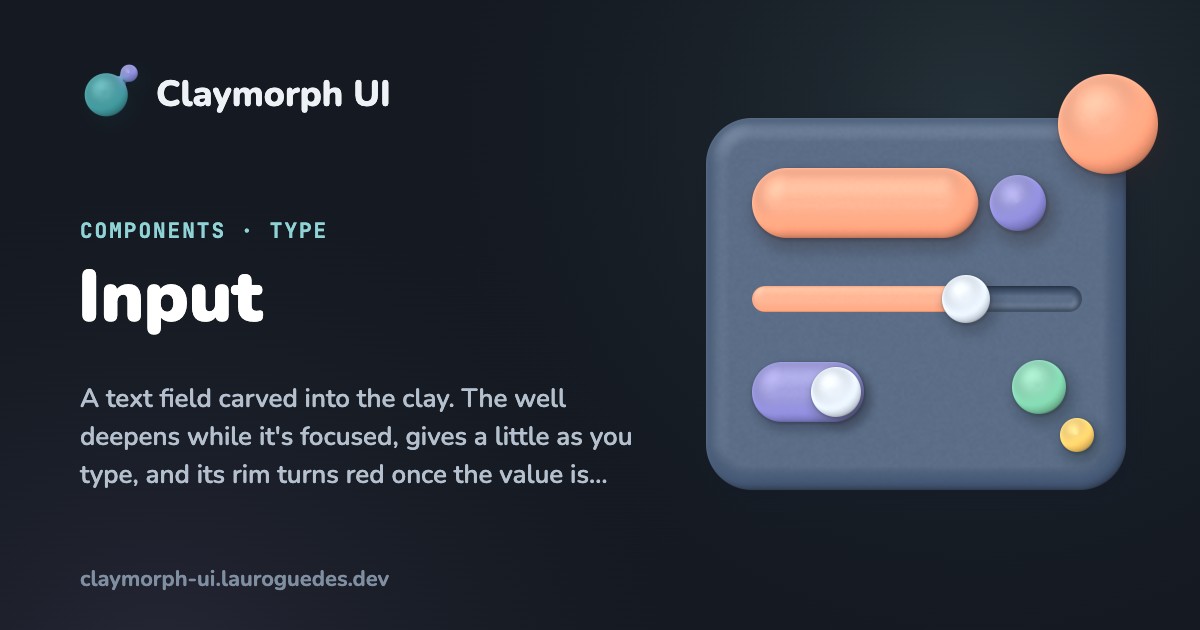 Claymorph UI
COMPONENTS · TYPE
Input
A text field carved into the clay. The well
deepens while it's focused, gives a little as you
type, and its rim turns red once the value is...
claymorph-ui.lauroguedes.dev